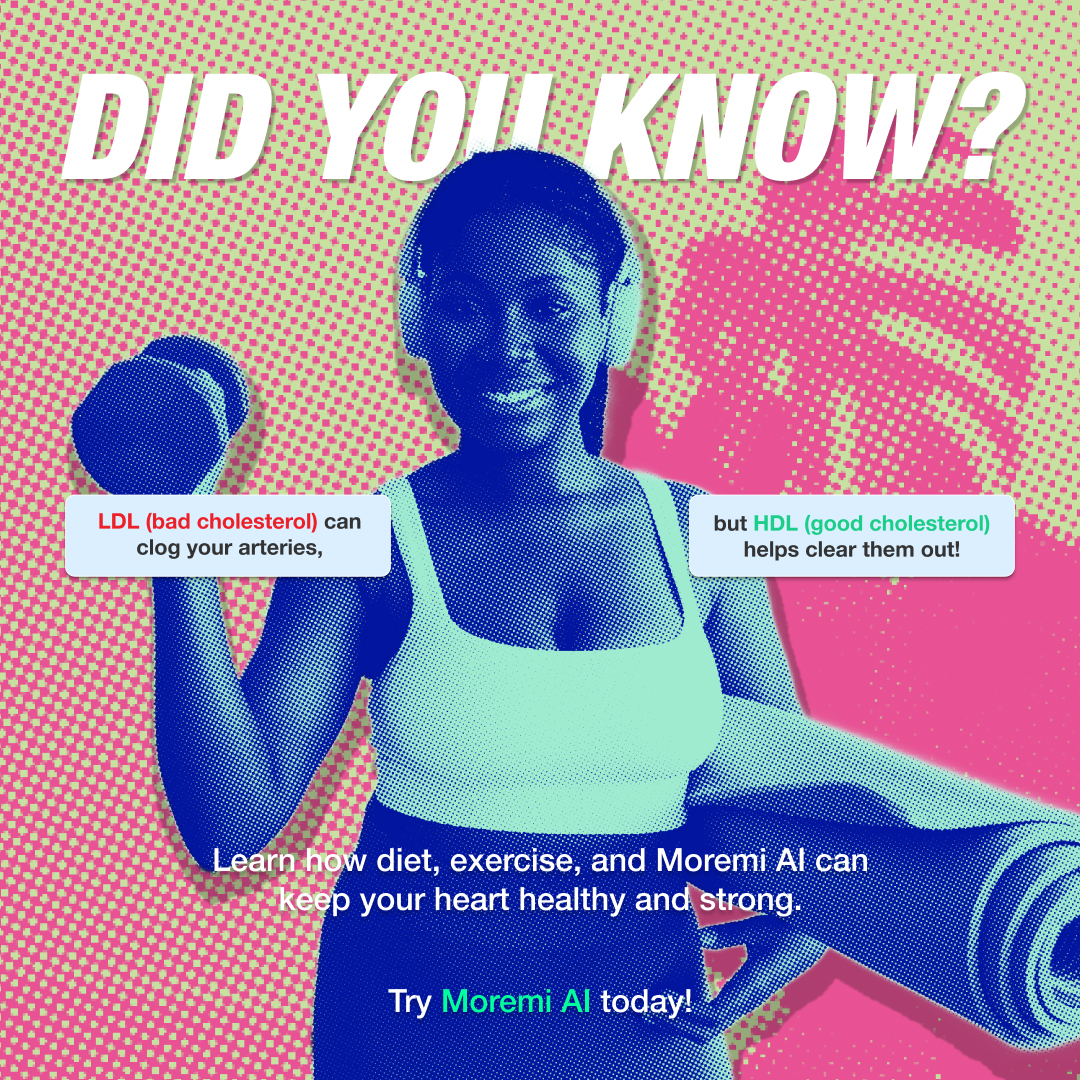 DID YOU KNOW?
LDL (bad cholesterol) can
clog your arteries,
but HDL (good cholesterol)
helps clear them out!
Learn how diet, exercise, and Moremi AI can
keep your heart healthy and strong.
Try Moremi AI today!